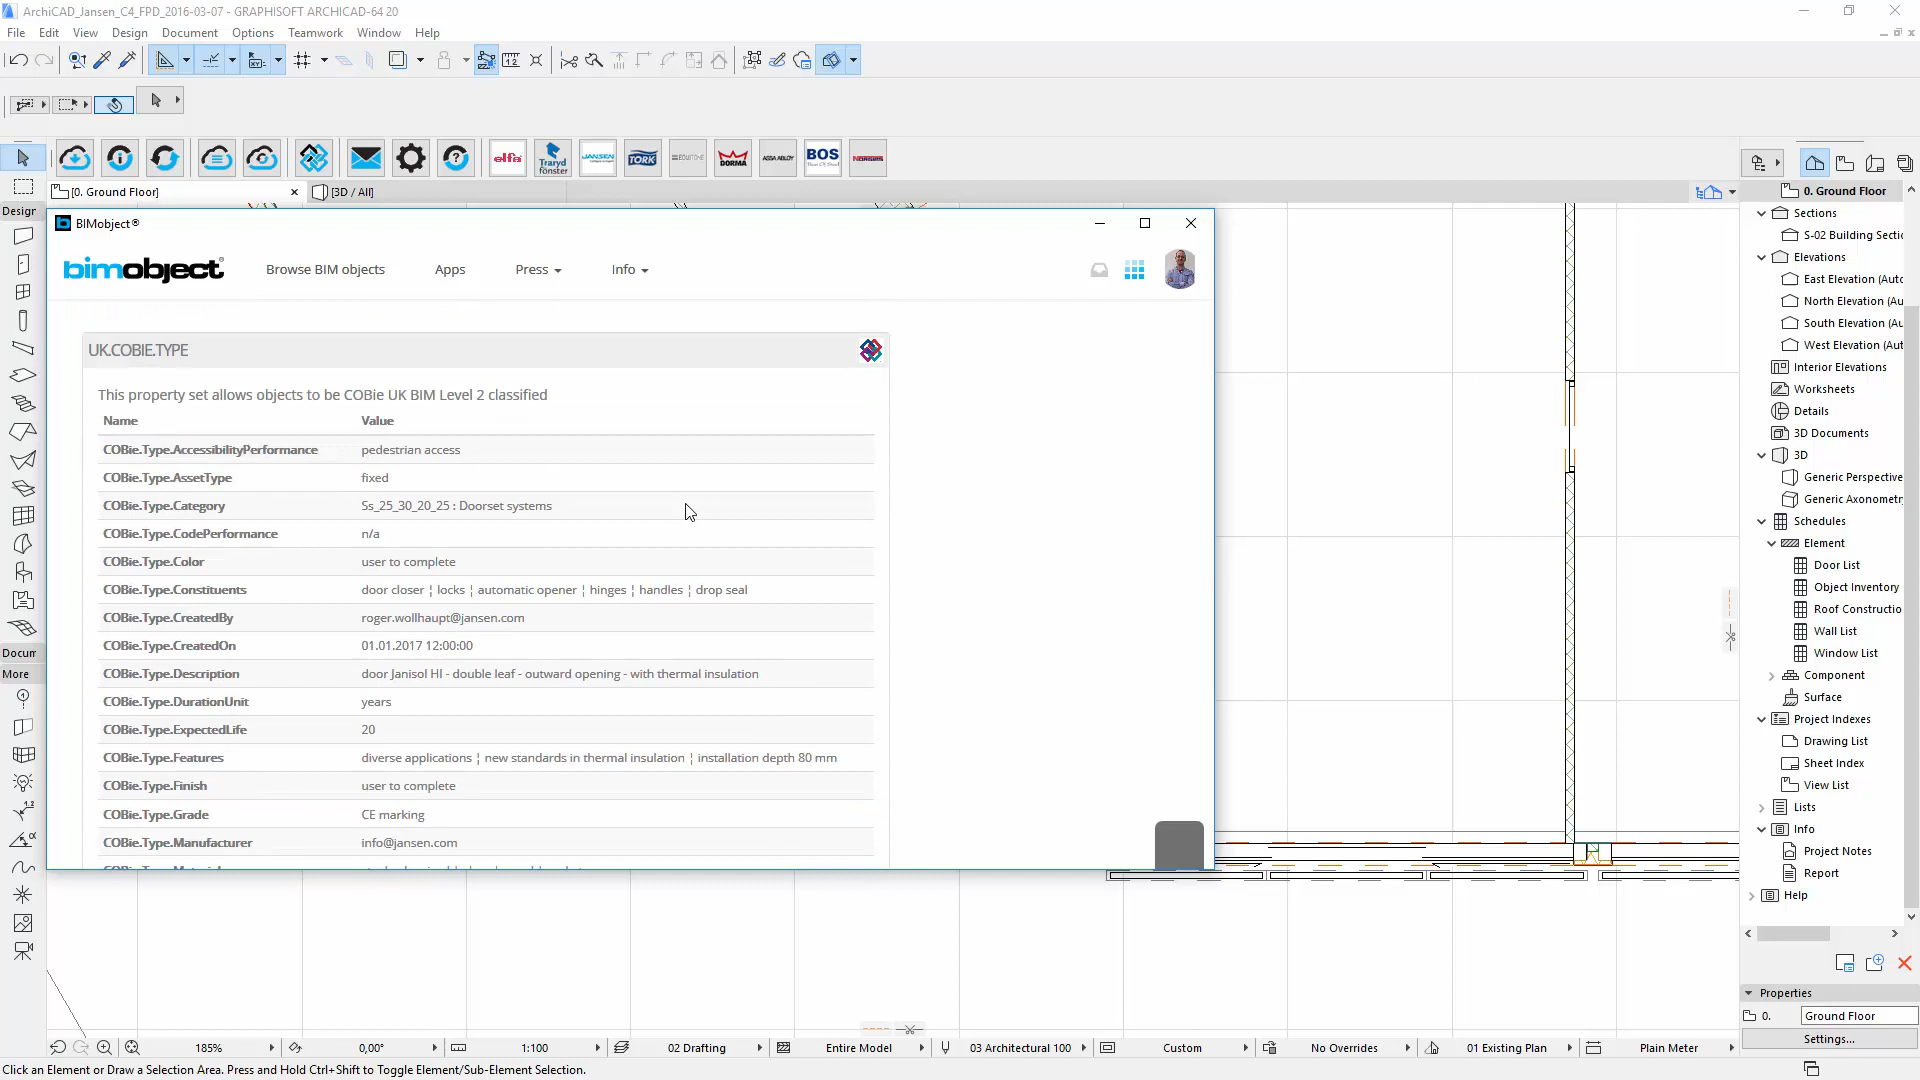 ArchiCAD_Jansen_C4_FPD_2016-03-07 - GRAPHISOFT ARCHICAD-64 20
File Edit View Design Document Options Teamwork Window Help
elfa Traryd fönster JANSEN TORK EQUITONE DORMA ASSA ABLOY BOS
[0. Ground Floor] [3D / All]
Design
Docum
More
BIMobject®
bimobject® Browse BIM objects Apps Press Info
UK.COBIE.TYPE
This property set allows objects to be COBie UK BIM Level 2 classified
Name Value
COBie.Type.AccessibilityPerformance pedestrian access
COBie.Type.AssetType fixed
COBie.Type.Category Ss_25_30_20_25 : Doorset systems
COBie.Type.CodePerformance n/a
COBie.Type.Color user to complete
COBie.Type.Constituents door closer ¦ locks ¦ automatic opener ¦ hinges ¦ handles ¦ drop seal
COBie.Type.CreatedBy roger.wollhaupt@jansen.com
COBie.Type.CreatedOn 01.01.2017 12:00:00
COBie.Type.Description door Janisol HI - double leaf - outward opening - with thermal insulation
COBie.Type.DurationUnit years
COBie.Type.ExpectedLife 20
COBie.Type.Features diverse applications ¦ new standards in thermal insulation ¦ installation depth 80 mm
COBie.Type.Finish user to complete
COBie.Type.Grade CE marking
COBie.Type.Manufacturer info@jansen.com
0. Ground Floor
Sections
S-02 Building Sectio
Elevations
East Elevation (Auto
North Elevation (Au
South Elevation (Au
West Elevation (Aut
Interior Elevations
Worksheets
Details
3D Documents
3D
Generic Perspective
Generic Axonometr
Schedules
Element
Door List
Object Inventory
Roof Constructio
Wall List
Window List
Component
Surface
Project Indexes
Drawing List
Sheet Index
View List
Lists
Info
Project Notes
Report
Help
Properties
0. Ground Floor
Settings...
185% 0,00° 1:100 02 Drafting Entire Model 03 Architectural 100 Custom No Overrides 01 Existing Plan Plain Meter
Click an Element or Draw a Selection Area. Press and Hold Ctrl+Shift to Toggle Element/Sub-Element Selection.